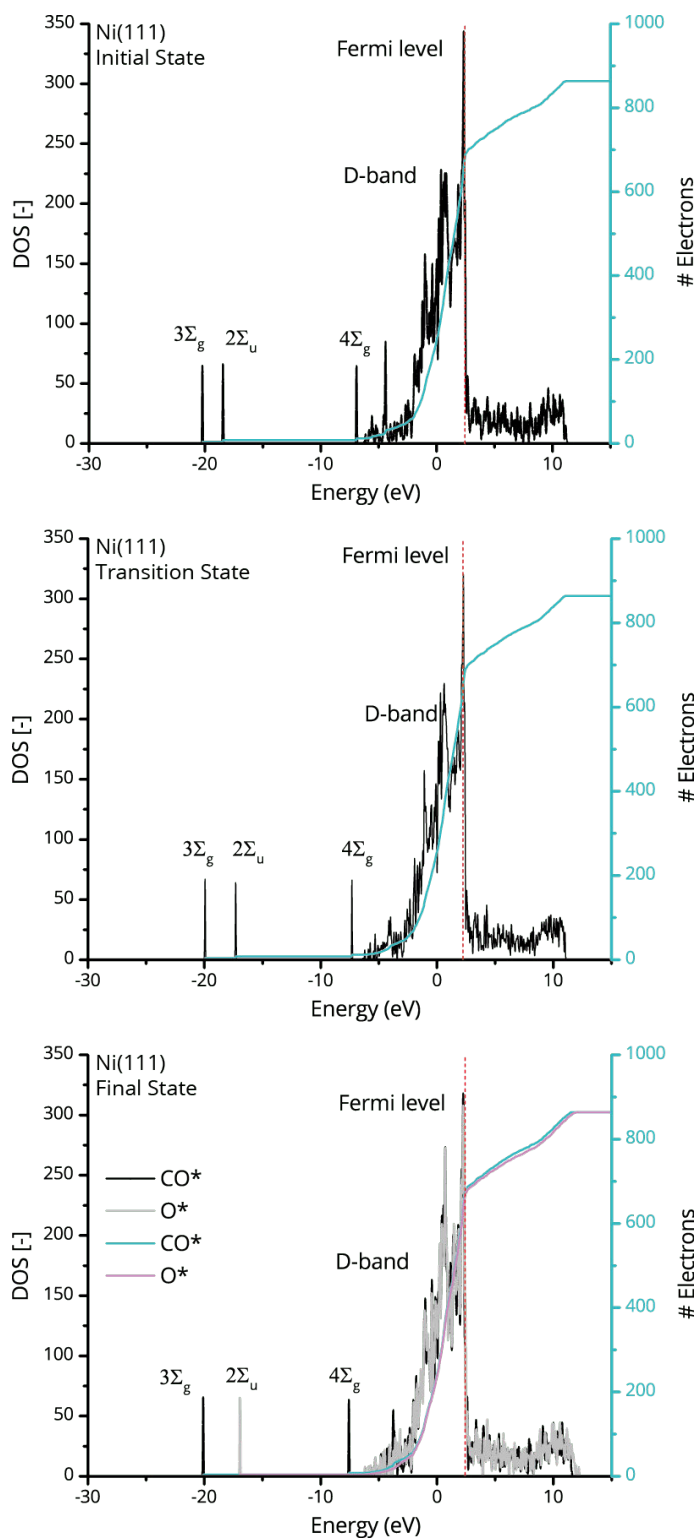 Ni(111)
Initial State
Fermi level
D-band
3Σg
2Σu
4Σg
DOS [-]
350
300
250
200
150
100
50
0
1000
800
600
400
200
0
# Electrons
-30
-20
-10
0
10
Energy (eV)
Ni(111)
Transition State
Fermi level
D-band
3Σg
2Σu
4Σg
DOS [-]
350
300
250
200
150
100
50
0
1000
800
600
400
200
0
# Electrons
-30
-20
-10
0
10
Energy (eV)
Ni(111)
Final State
Fermi level
CO*
O*
CO*
O*
D-band
3Σg
2Σu
4Σg
DOS [-]
350
300
250
200
150
100
50
0
1000
800
600
400
200
0
# Electrons
-30
-20
-10
0
10
Energy (eV)